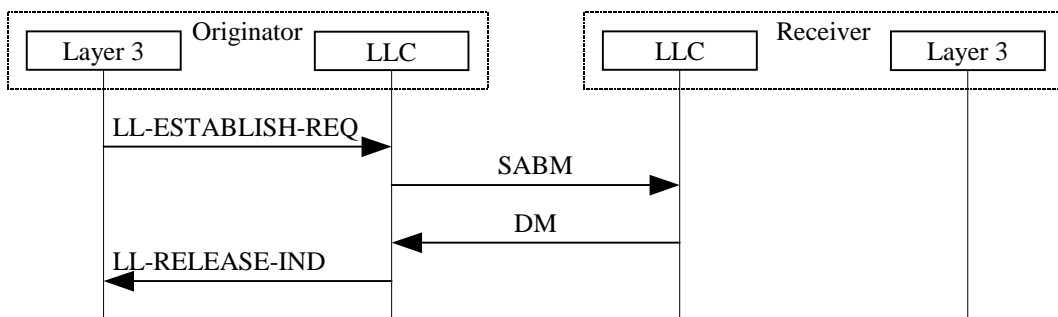 Originator
Receiver
Layer 3
LLC
LLC
Layer 3
LL-ESTABLISH-REQ
SABM
DM
LL-RELEASE-IND